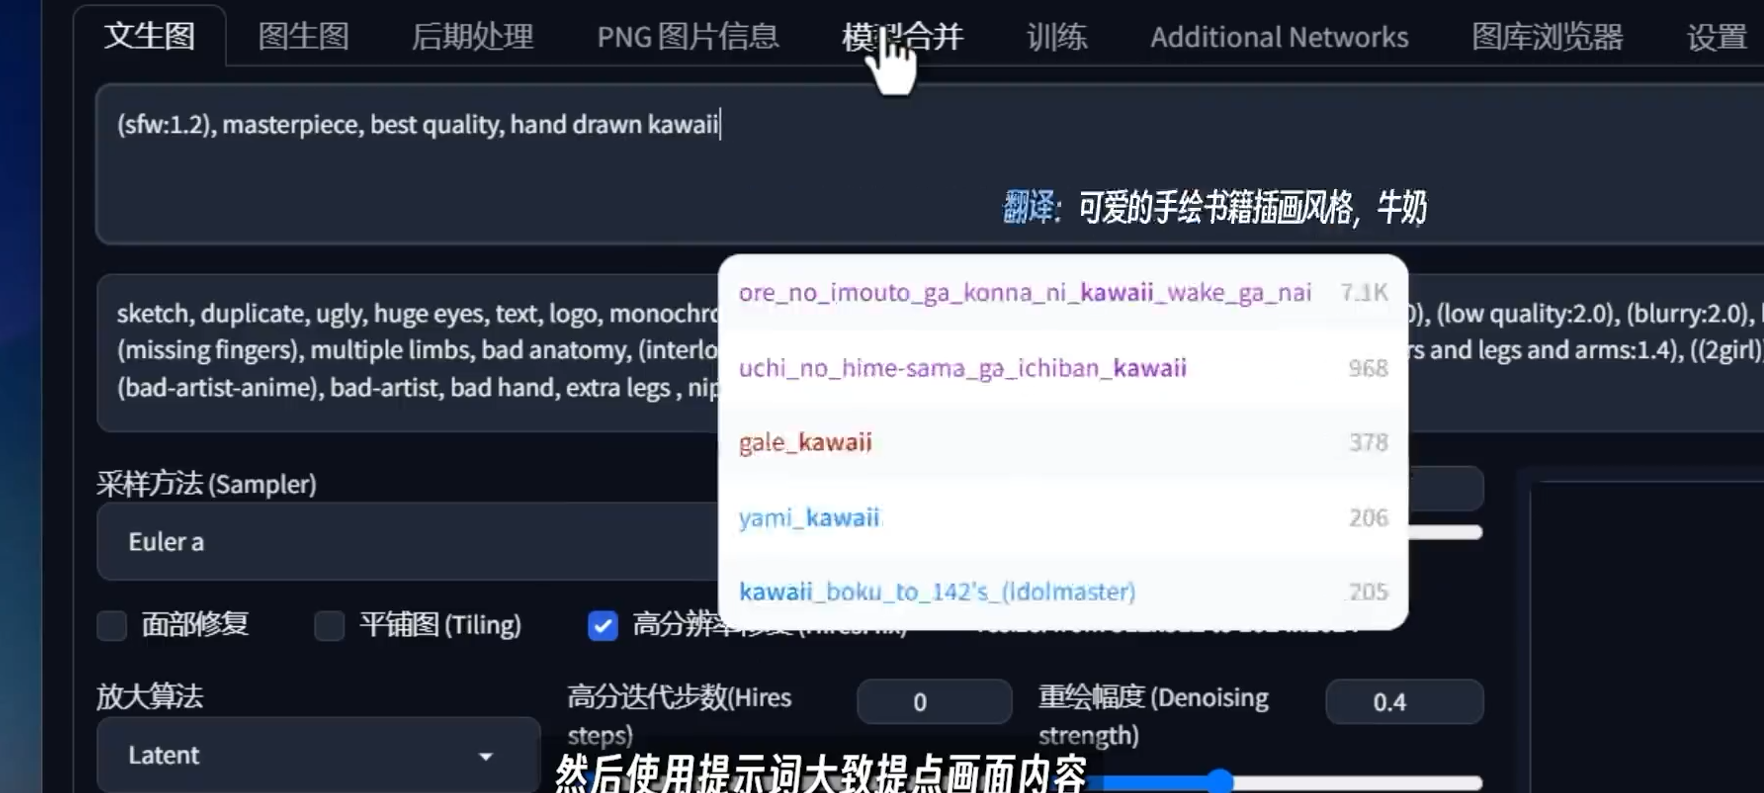 文生图 图生图 后期处理 PNG 图片信息 模型合并 训练 Additional Networks 图库浏览器 设置
(sfw:1.2), masterpiece, best quality, hand drawn kawaii
翻译: 可爱的手绘书籍插画风格, 牛奶
ore_no_imouto_ga_konna_ni_kawaii_wake_ga_nai 7.1K
uchi_no_hime-sama_ga_ichiban_kawaii 968
gale_kawaii 378
yami_kawaii 206
kawaii_boku_to_142's_(idolmaster) 205
sketch, duplicate, ugly, huge eyes, text, logo, (low quality:2.0), (blurry:2.0),
(missing fingers), multiple limbs, bad anatomy, and legs and arms:1.4), ((2girl))
(bad-artist-anime), bad-artist, bad hand, extra legs ,
采样方法 (Sampler)
Euler a
面部修复 平铺图 (Tiling) 高分辨率修复
放大算法 高分迭代步数(Hires steps) 0 重绘幅度 (Denoising strength) 0.4
Latent
然后使用提示词大致提点画面内容